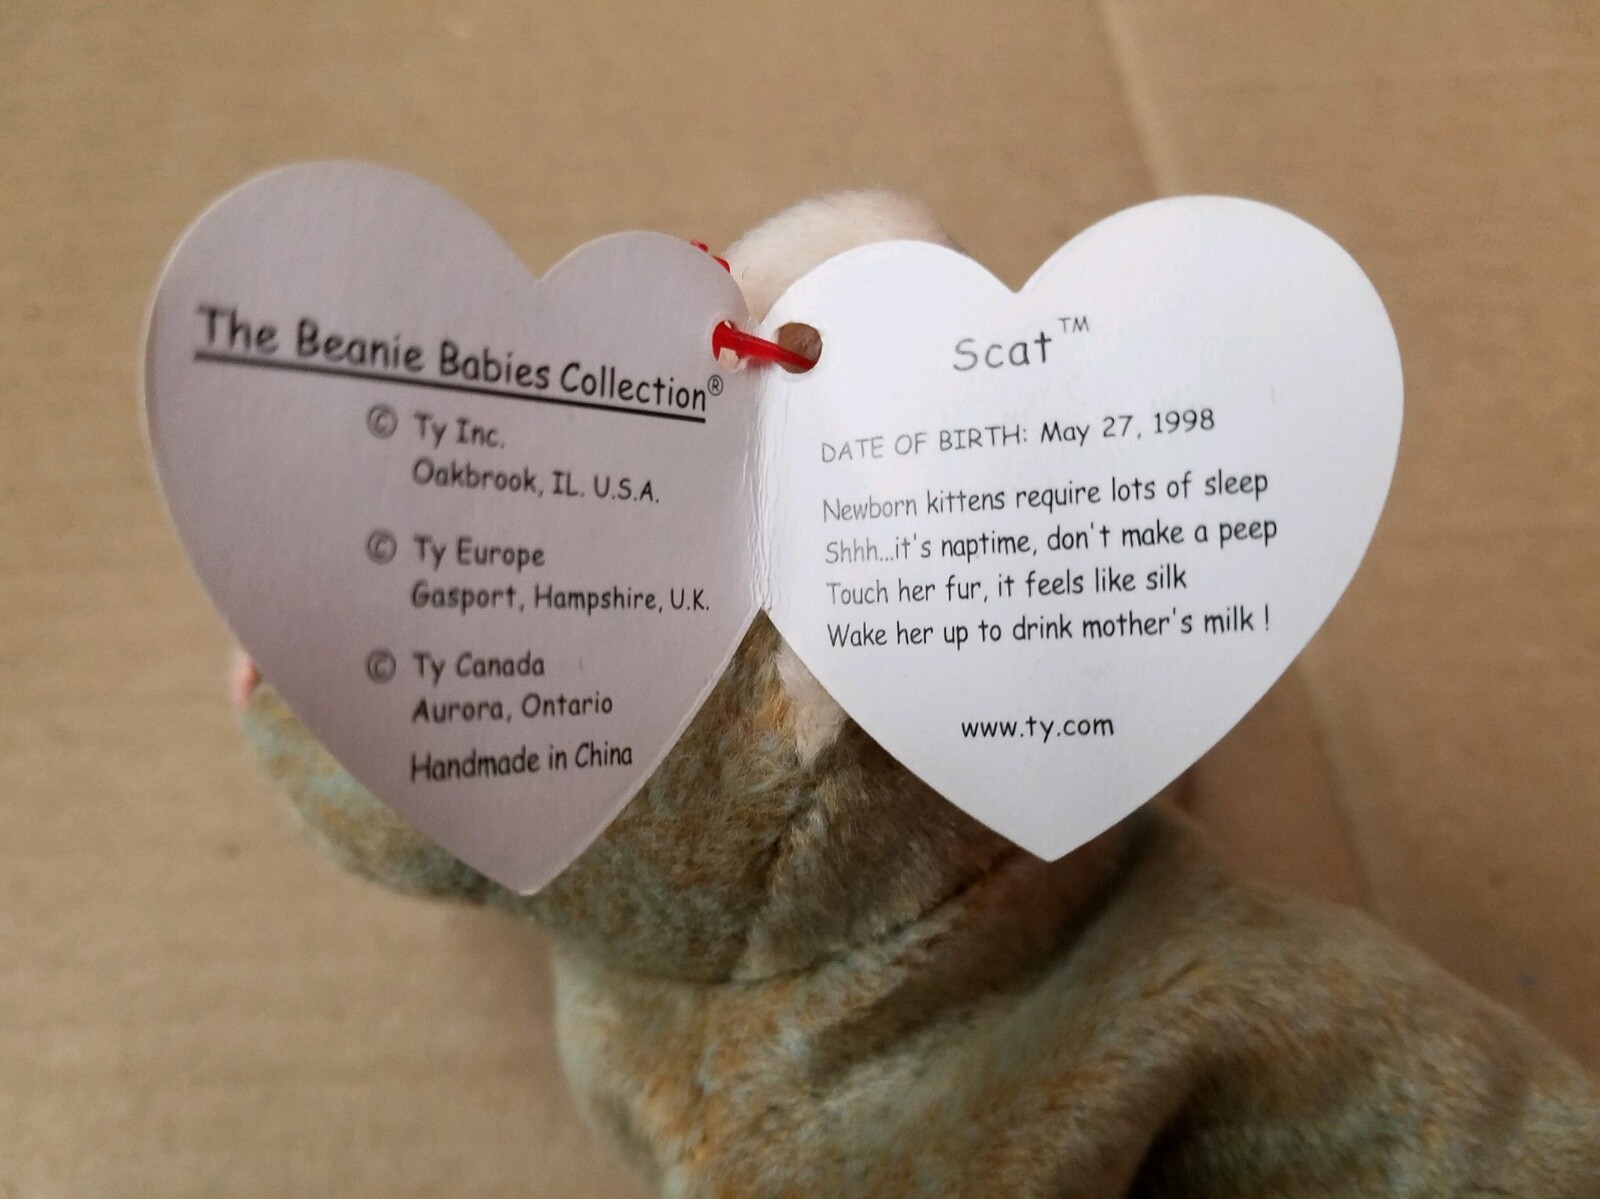 The Beanie Babies Collection®
© Ty Inc.
Oakbrook, IL. U.S.A.
© Ty Europe
Gasport, Hampshire, U.K.
© Ty Canada
Aurora, Ontario
Handmade in China
Scat™
DATE OF BIRTH: May 27, 1998
Newborn kittens require lots of sleep
Shhh...it's naptime, don't make a peep
Touch her fur, it feels like silk
Wake her up to drink mother's milk !
www.ty.com